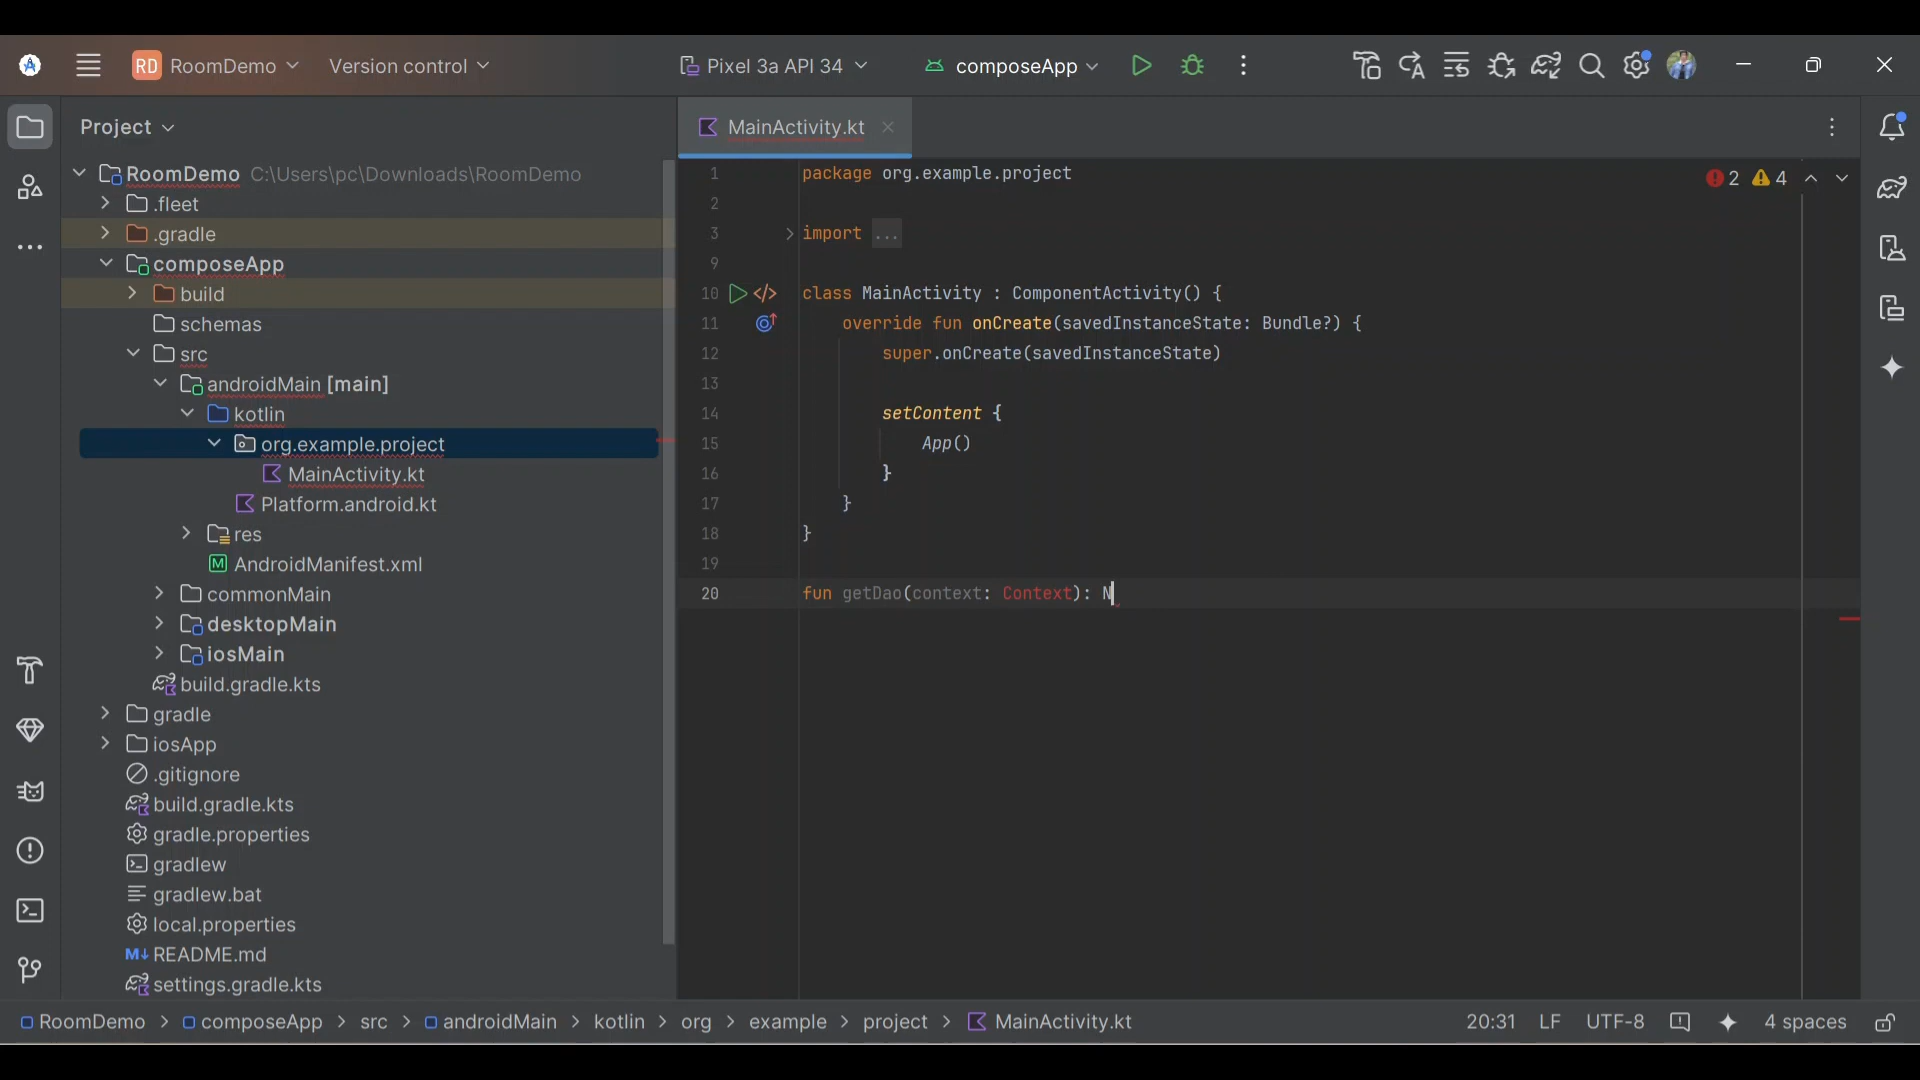 RD RoomDemo Version control Pixel 3a API 34 composeApp
Project
RoomDemo C:\Users\pc\Downloads\RoomDemo
.fleet
.gradle
composeApp
build
schemas
src
androidMain [main]
kotlin
org.example.project
MainActivity.kt
Platform.android.kt
res
AndroidManifest.xml
commonMain
desktopMain
iosMain
build.gradle.kts
gradle
iosApp
.gitignore
build.gradle.kts
gradle.properties
gradlew
gradlew.bat
local.properties
README.md
settings.gradle.kts
MainActivity.kt
2 4
1 package org.example.project
2
3 import ...
9
10 class MainActivity : ComponentActivity() {
11 override fun onCreate(savedInstanceState: Bundle?) {
12 super.onCreate(savedInstanceState)
13
14 setContent {
15 App()
16 }
17 }
18 }
19
20 fun getDao(context: Context): N
RoomDemo > composeApp > src > androidMain > kotlin > org > example > project > MainActivity.kt
20:31 LF UTF-8 4 spaces